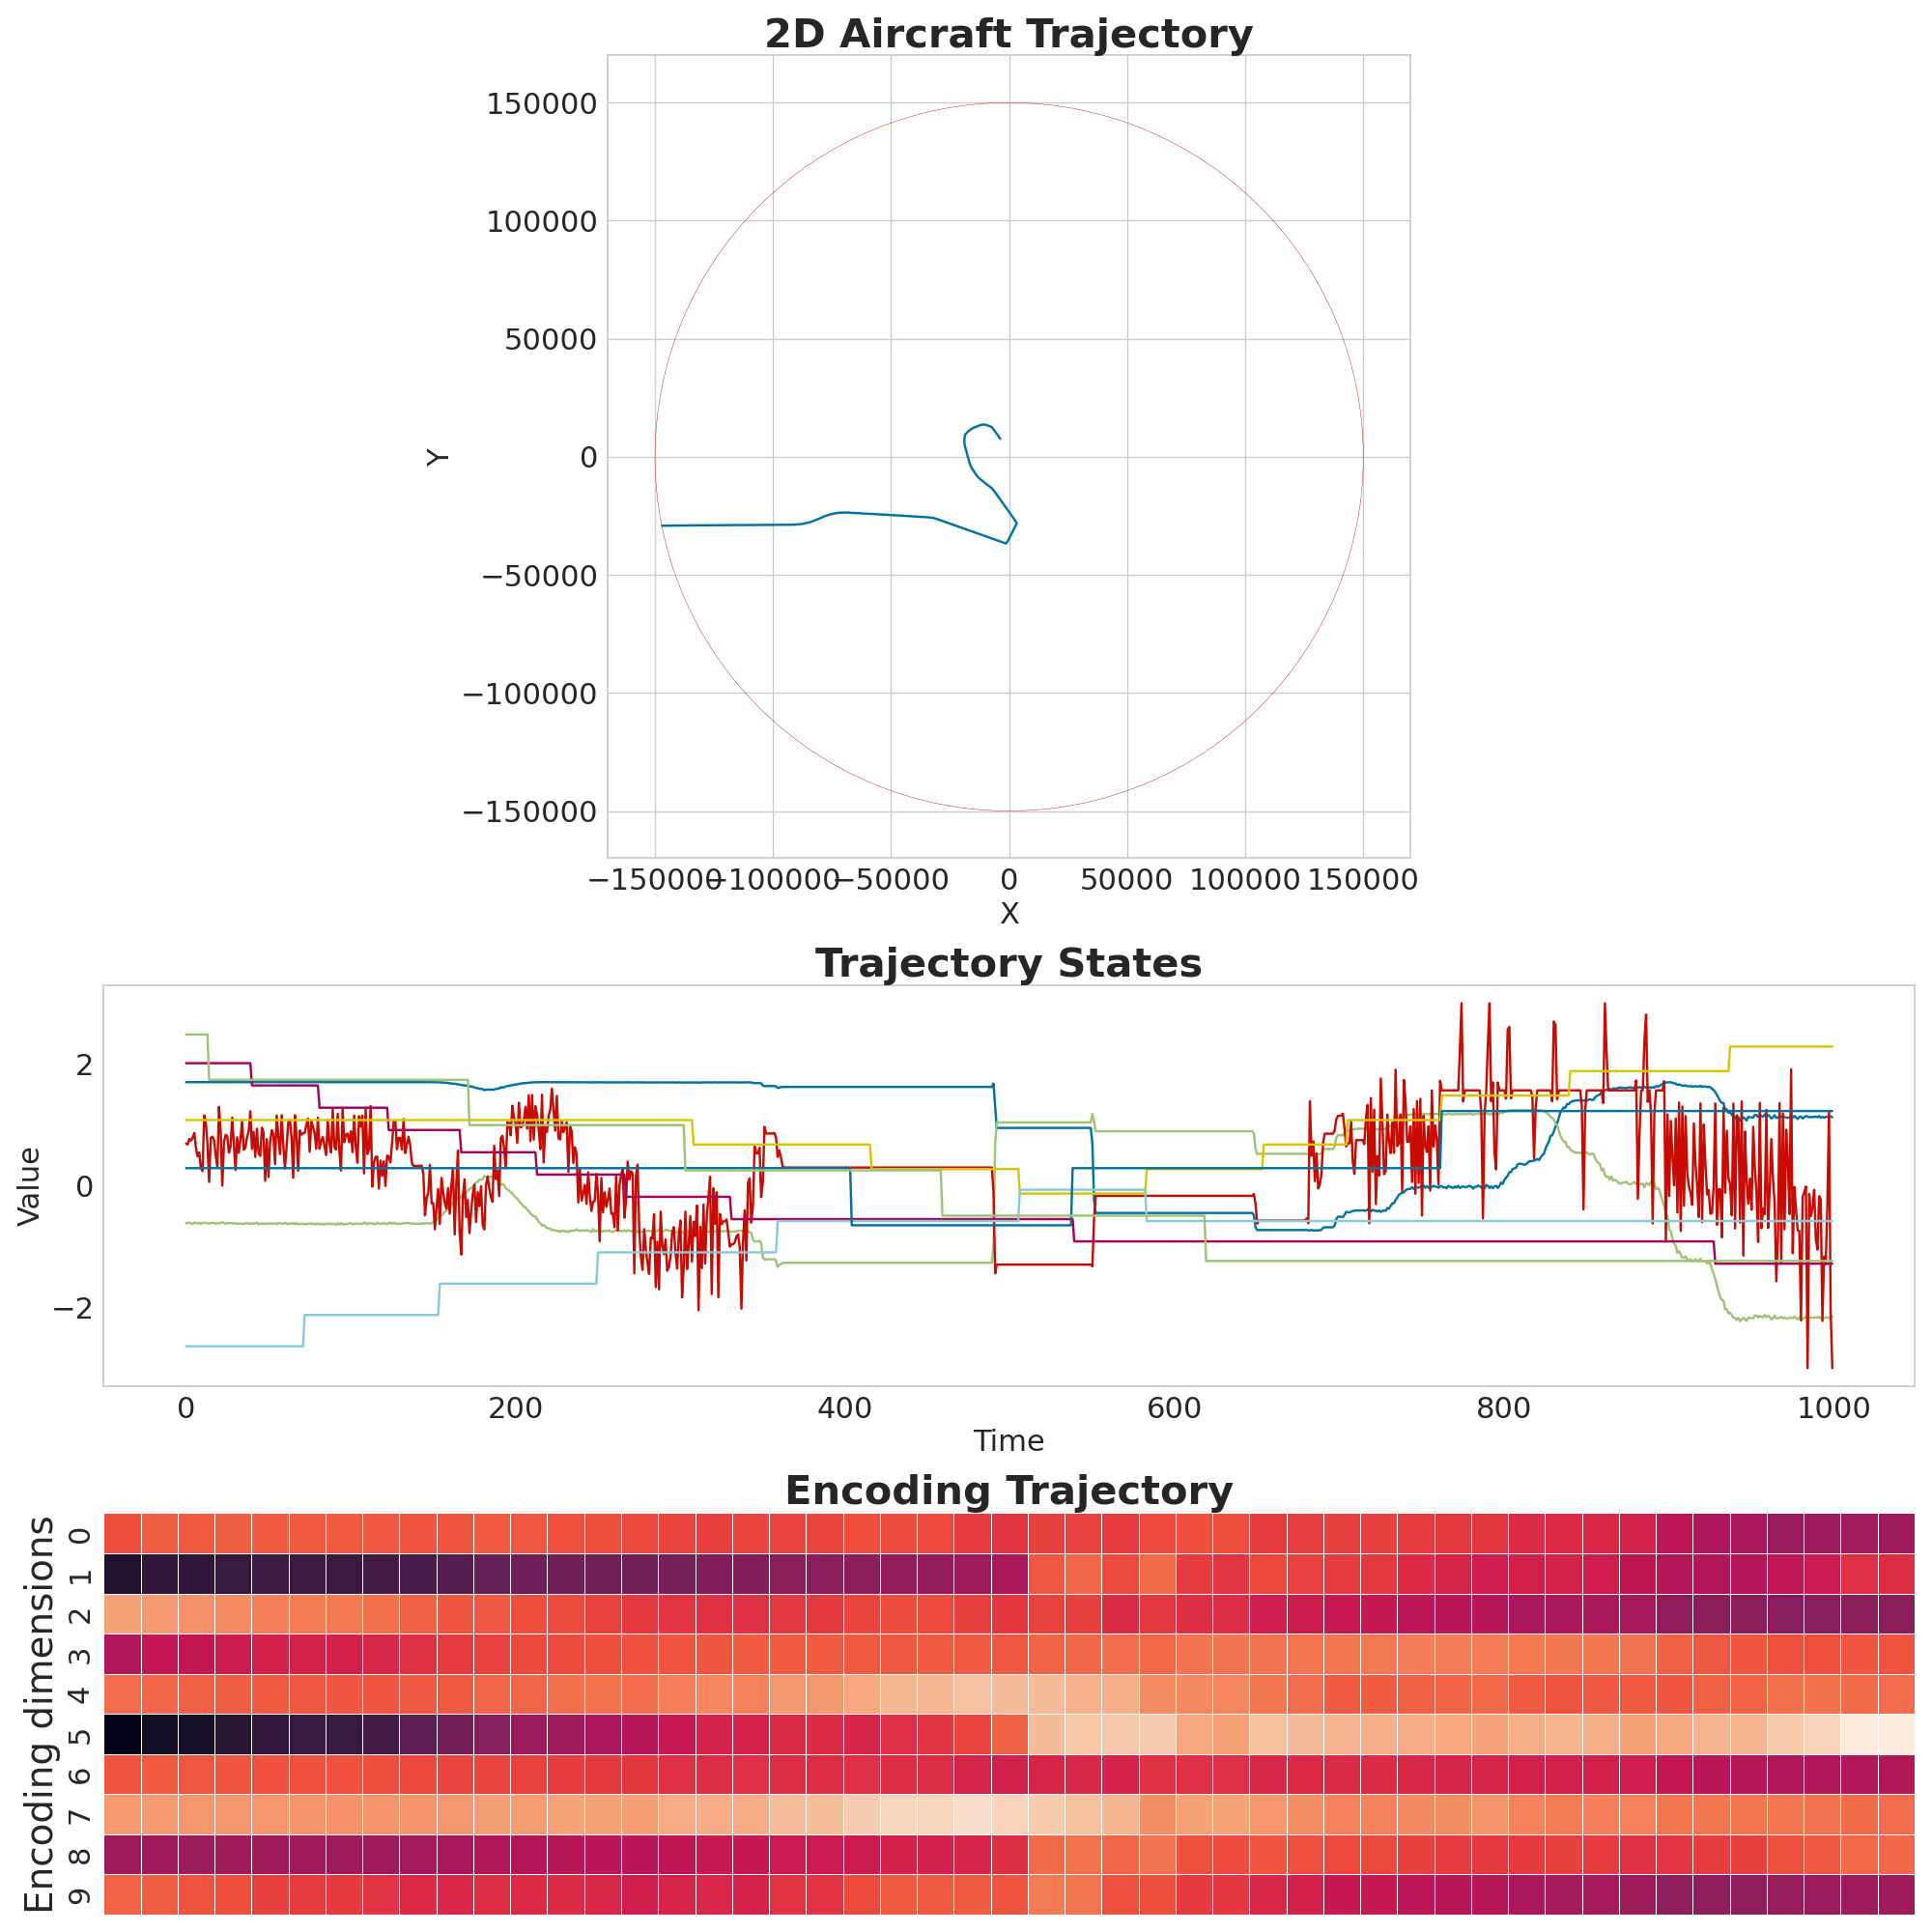 2D Aircraft Trajectory
150000
100000
50000
0
−50000
−100000
−150000
Y
−150000 −100000 −50000 0 50000 100000 150000
X
Trajectory States
2
0
−2
Value
0 200 400 600 800 1000
Time
Encoding Trajectory
0
1
2
3
4
5
6
7
8
9
Encoding dimensions